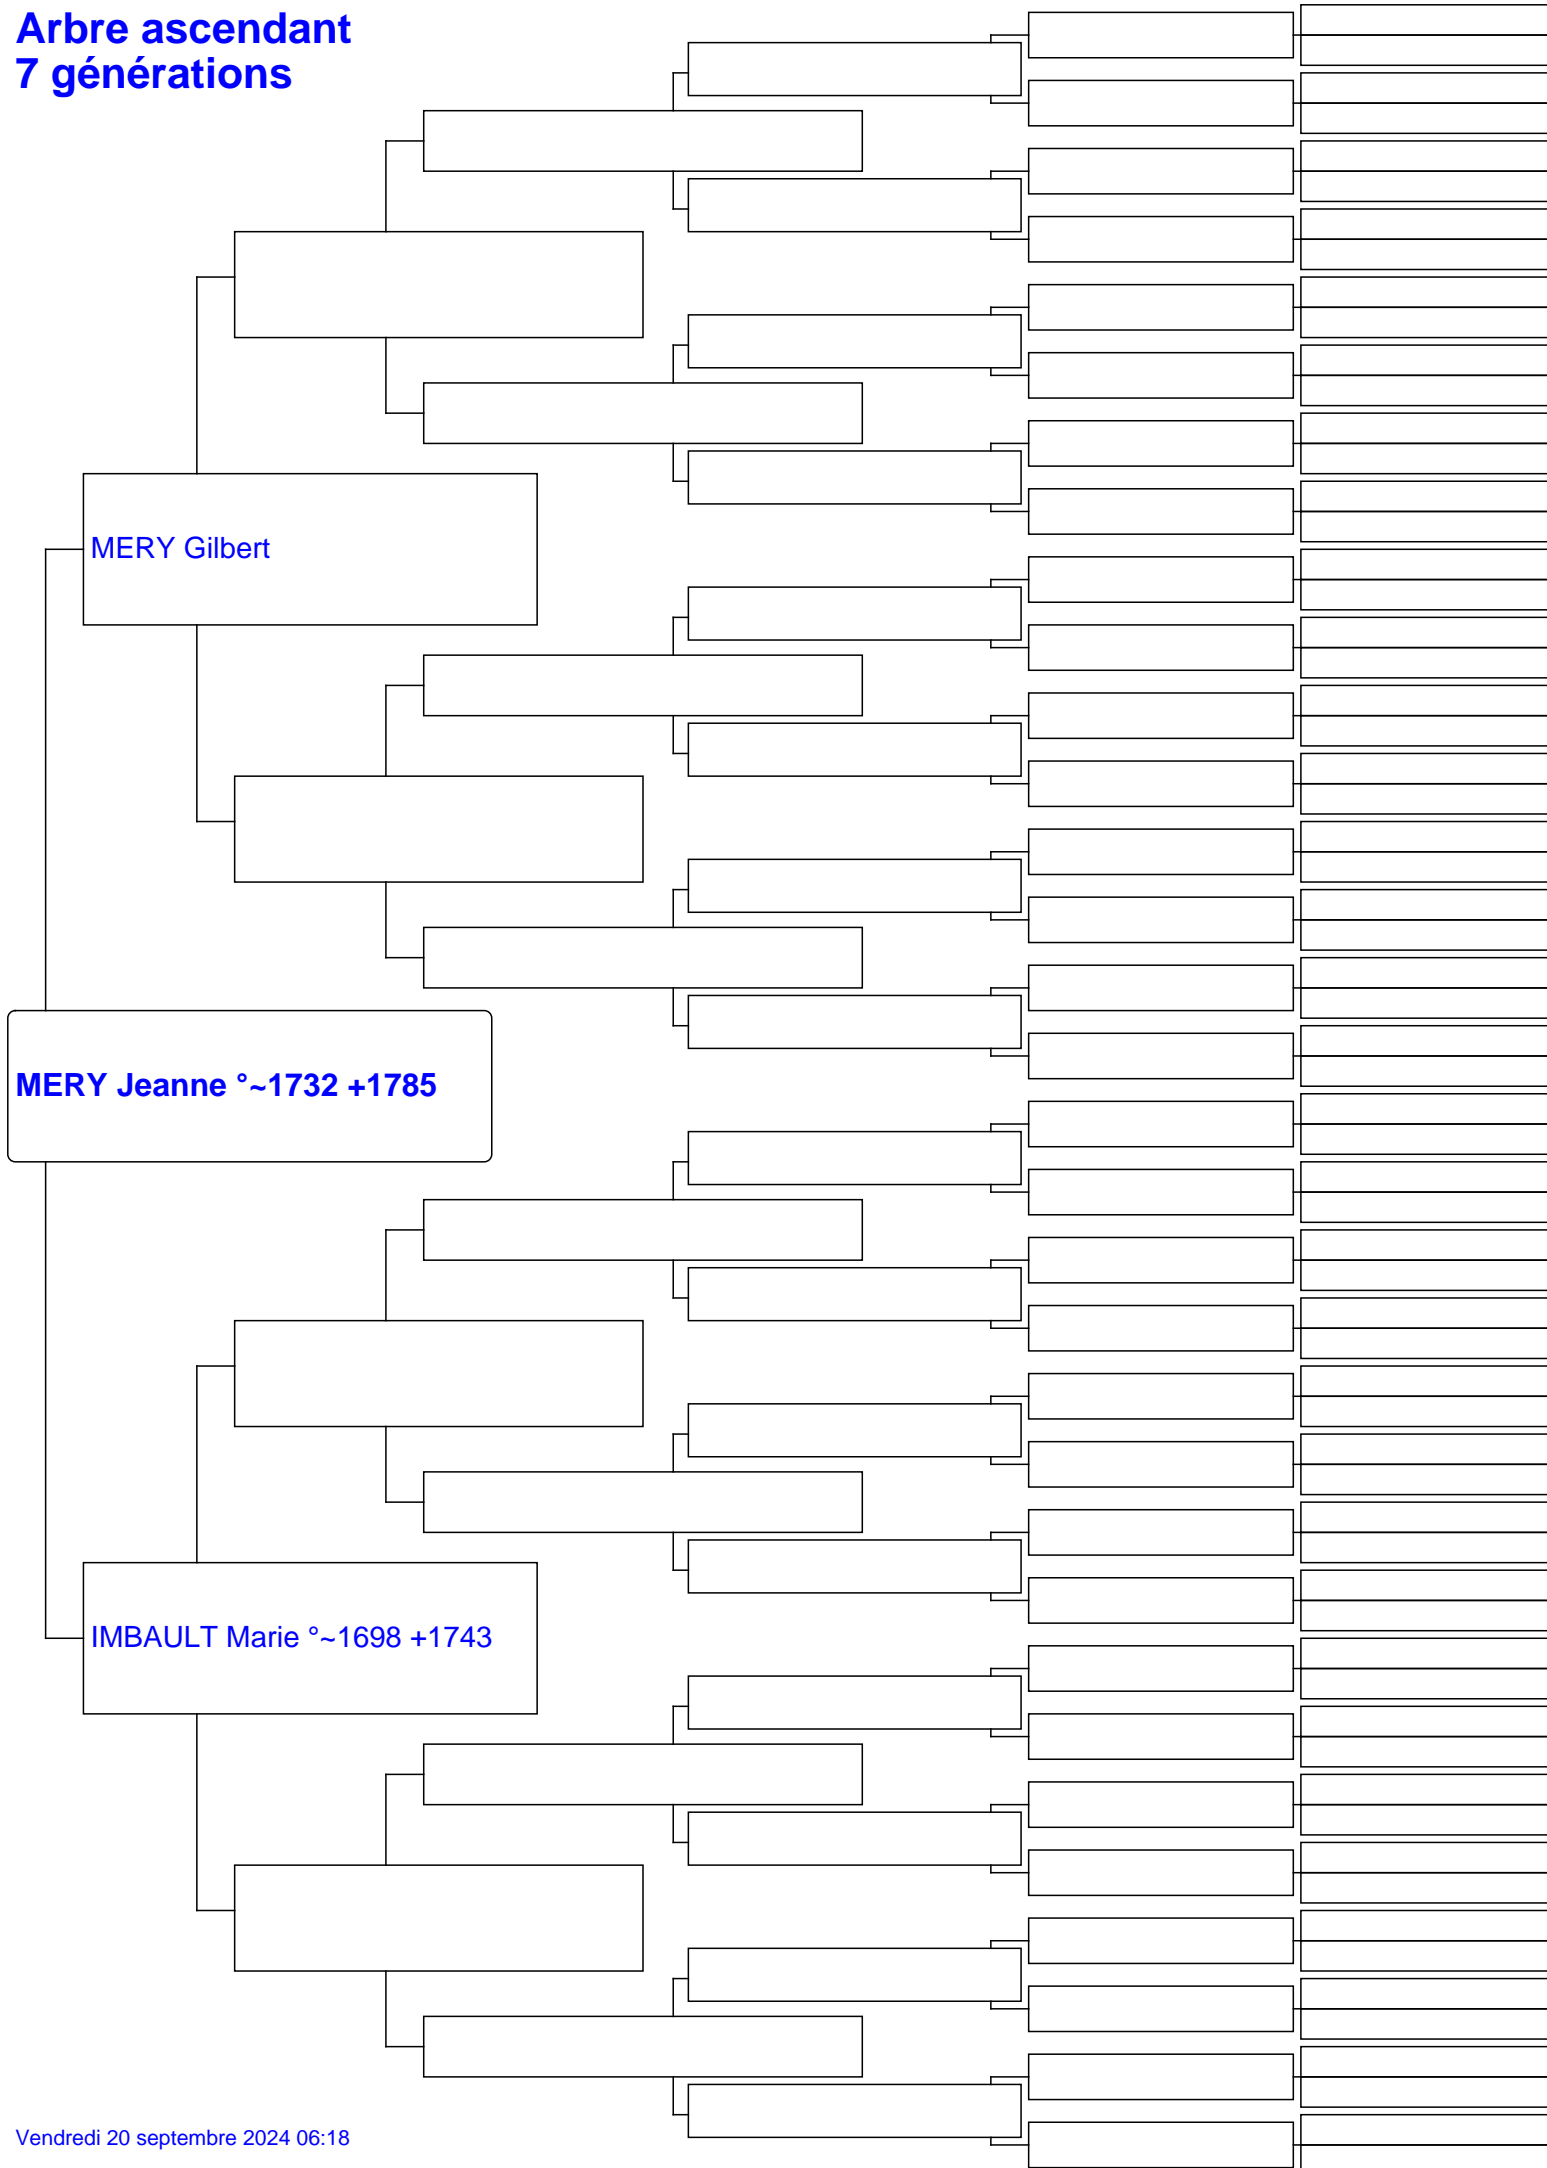 Arbre ascendant
7 générations
MERY Gilbert
MERY Jeanne °~1732 +1785
IMBAULT Marie °~1698 +1743
Vendredi 20 septembre 2024 06:18